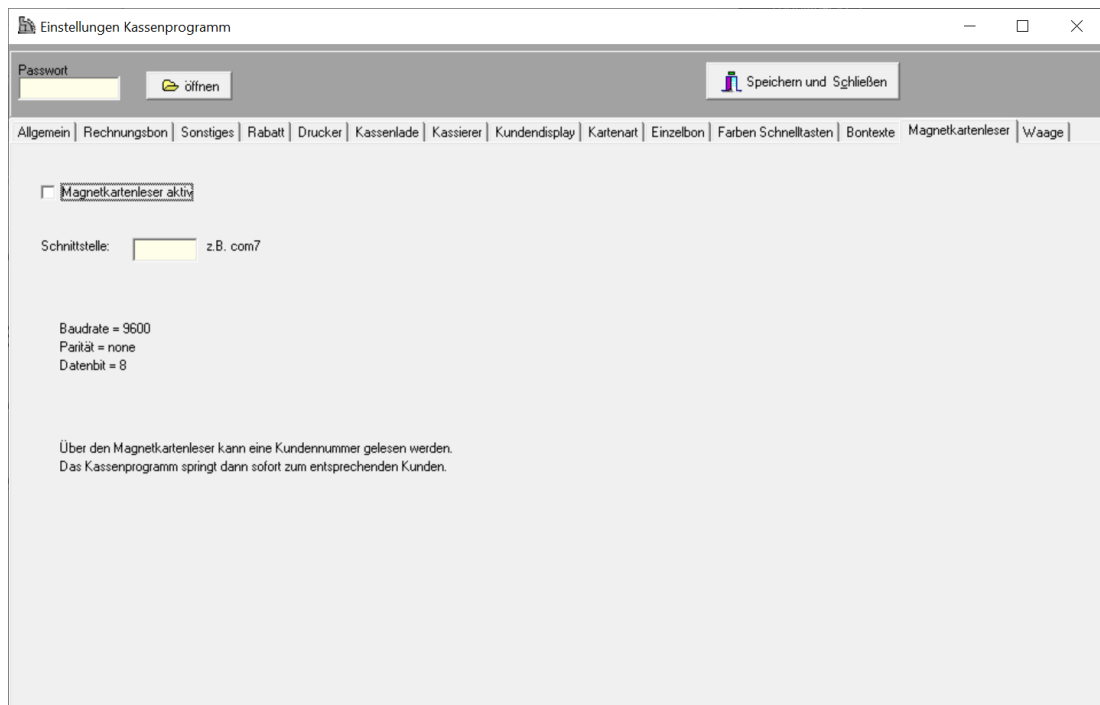 Einstellungen Kassenprogramm
Passwort
öffnen
Speichern und Schließen
Allgemein Rechnungsbon Sonstiges Rabatt Drucker Kassenlade Kassierer Kundendisplay Kartenart Einzelbon Farben Schnelltasten Bontexte Magnetkartenleser Waage
Magnetkartenleser aktiv
Schnittstelle: z.B. com7
Baudrate = 9600
Parität = none
Datenbit = 8
Über den Magnetkartenleser kann eine Kundennummer gelesen werden.
Das Kassenprogramm springt dann sofort zum entsprechenden Kunden.